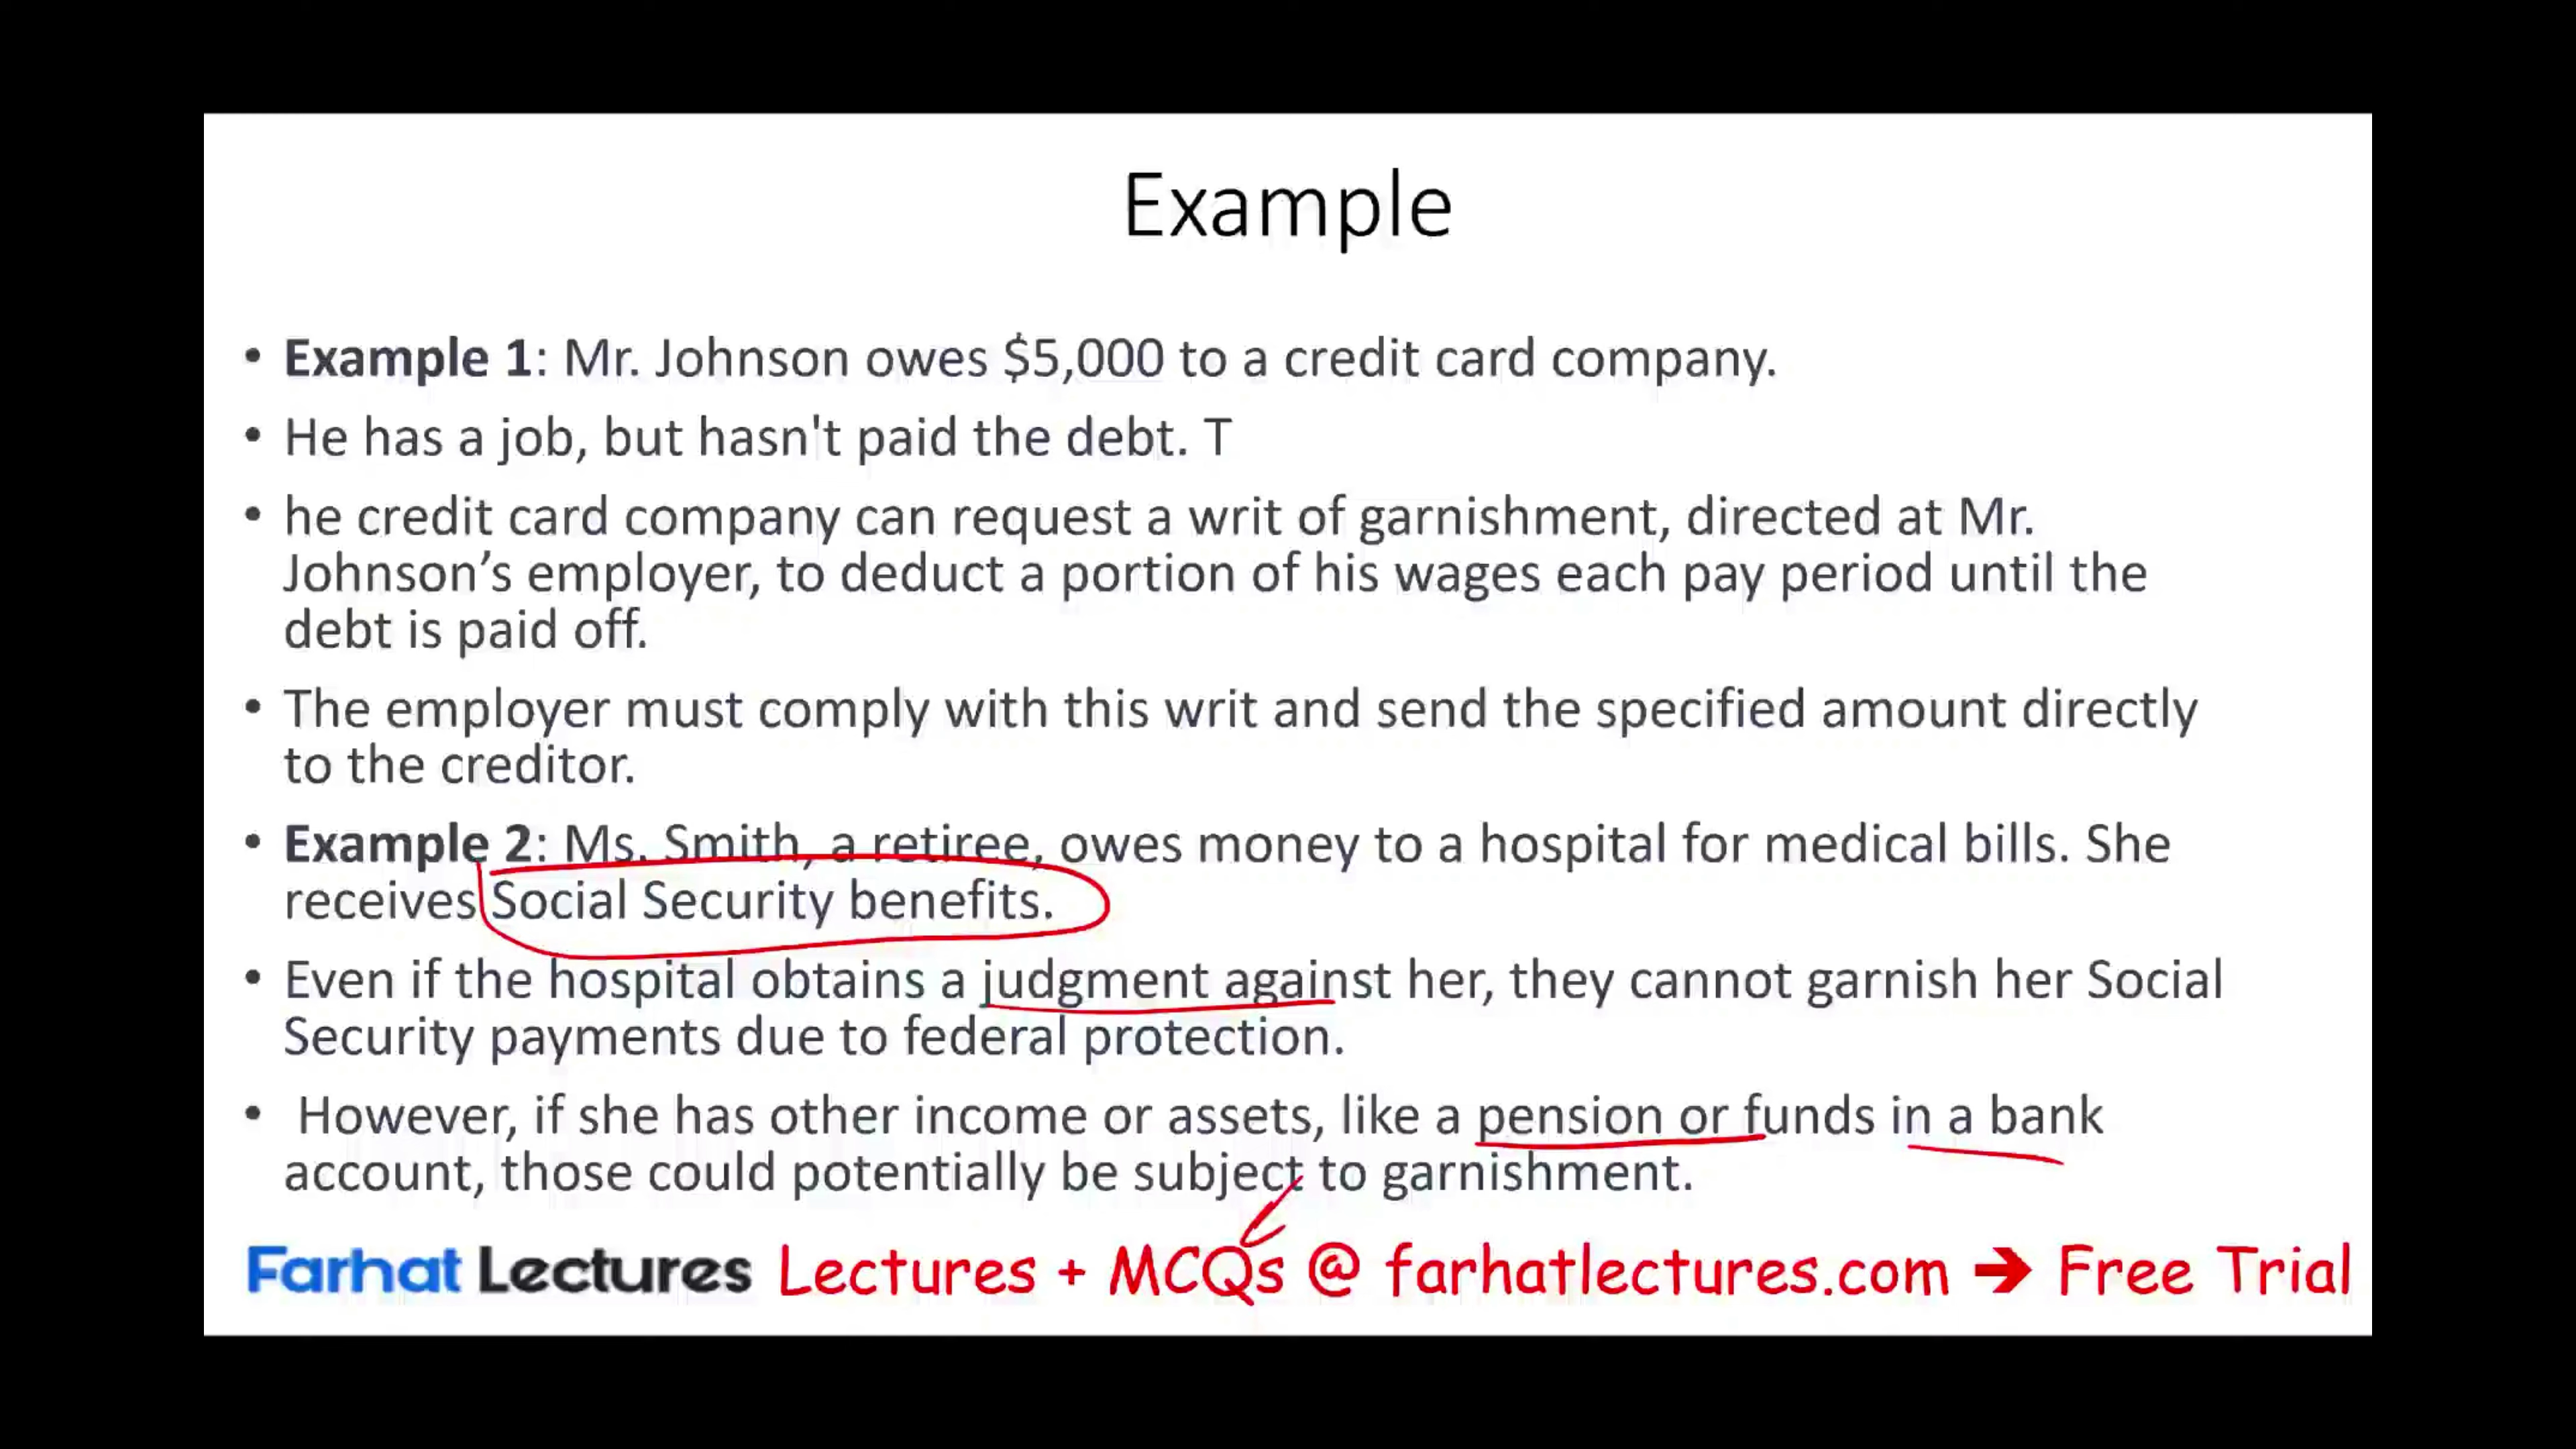 Example
• Example 1: Mr. Johnson owes $5,000 to a credit card company.
• He has a job, but hasn't paid the debt. T
• he credit card company can request a writ of garnishment, directed at Mr.
Johnson’s employer, to deduct a portion of his wages each pay period until the
debt is paid off.
• The employer must comply with this writ and send the specified amount directly
to the creditor.
• Example 2: Ms. Smith, a retiree, owes money to a hospital for medical bills. She
receives Social Security benefits.
• Even if the hospital obtains a judgment against her, they cannot garnish her Social
Security payments due to federal protection.
• However, if she has other income or assets, like a pension or funds in a bank
account, those could potentially be subject to garnishment.
Farhat Lectures Lectures + MCQs @ farhatlectures.com ➔ Free Trial